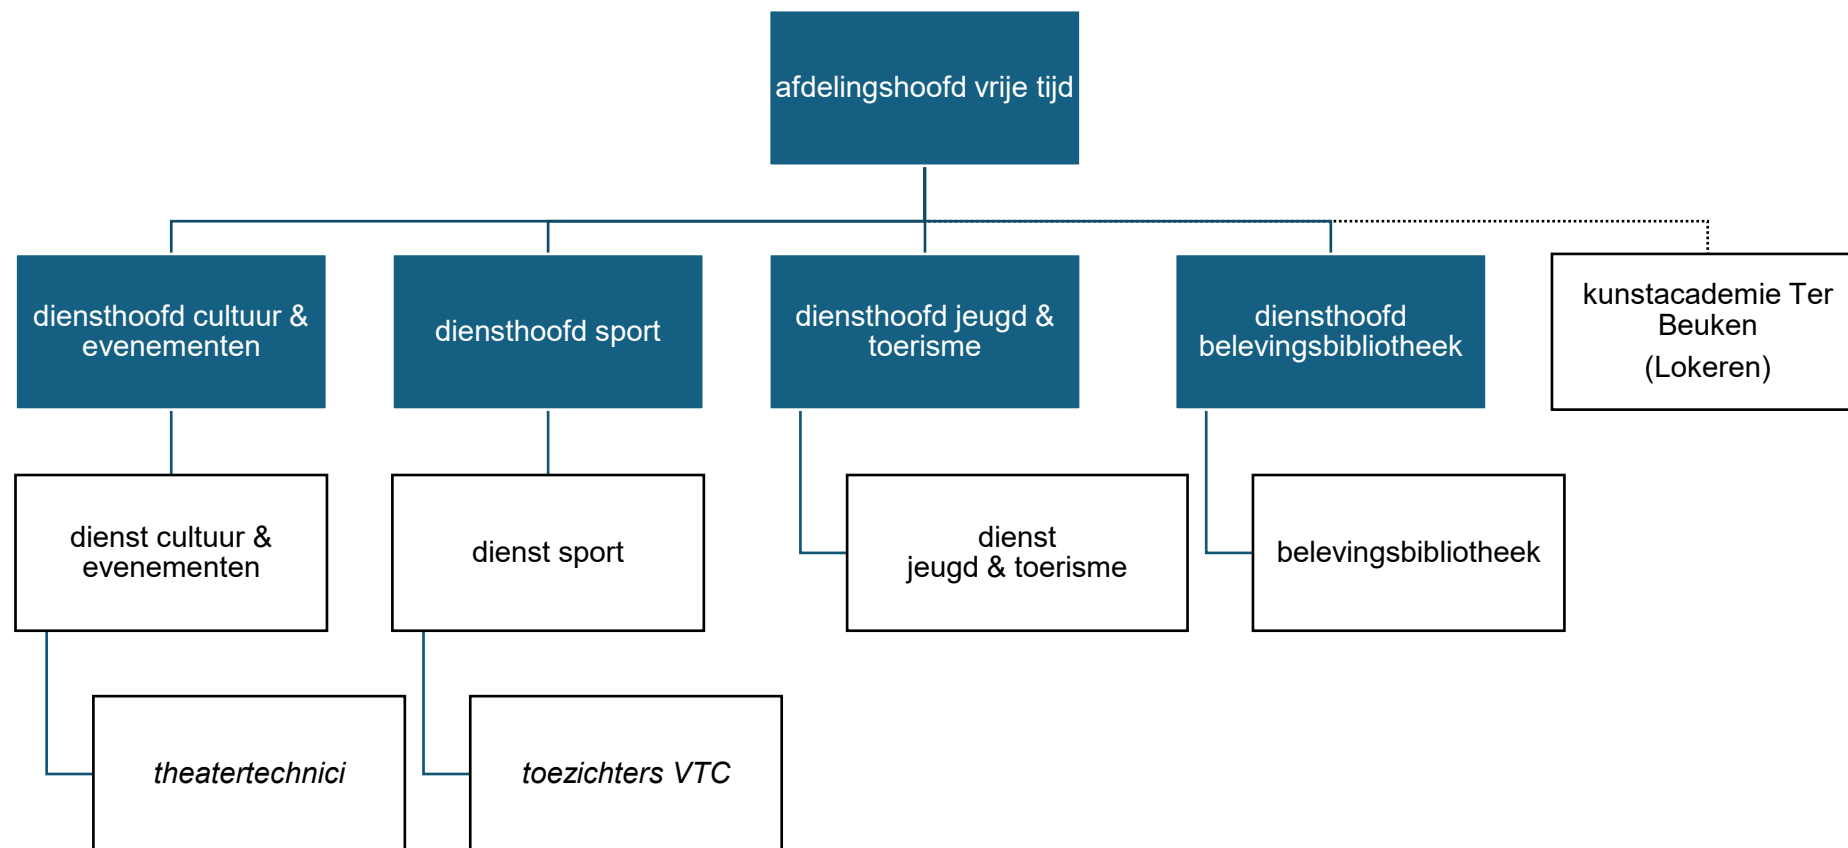 afdelingshoofd vrije tijd
diensthoofd cultuur &
evenementen
diensthoofd sport
diensthoofd jeugd &
toerisme
diensthoofd
belevingsbibliotheek
kunstacademie Ter
Beuken
(Lokeren)
dienst cultuur &
evenementen
dienst sport
dienst
jeugd & toerisme
belevingsbibliotheek
theatertechnici
toezichters VTC